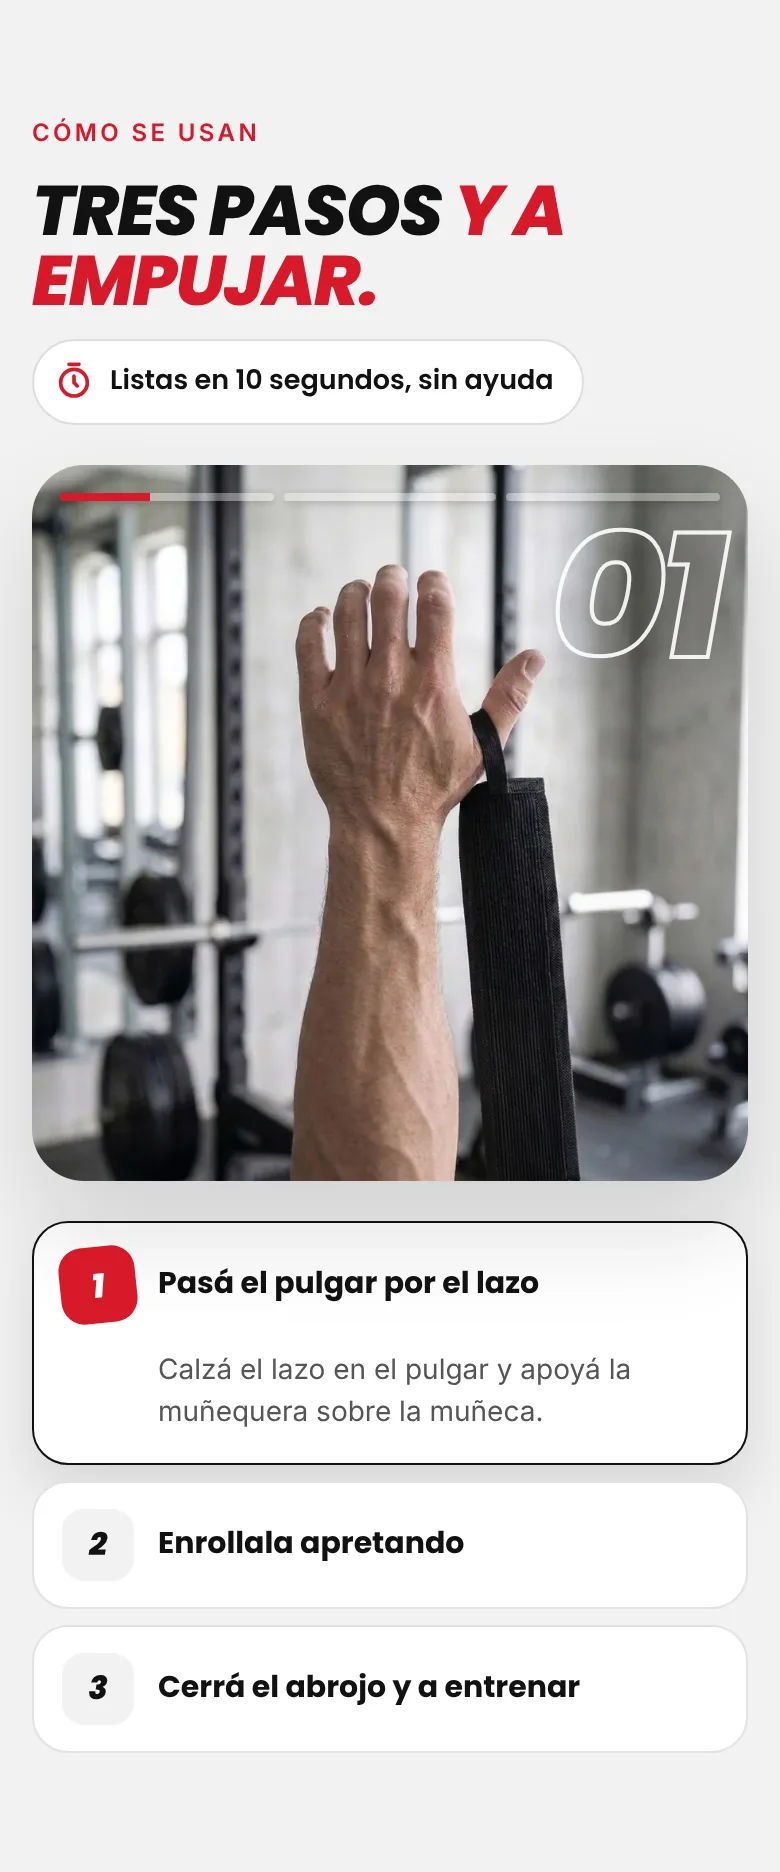 CÓMO SE USAN
TRES PASOS Y A
EMPUJAR.
Listas en 10 segundos, sin ayuda
01
1
Pasá el pulgar por el lazo
Calzá el lazo en el pulgar y apoyá la
muñequera sobre la muñeca.
2
Enrollala apretando
3
Cerrá el abrojo y a entrenar